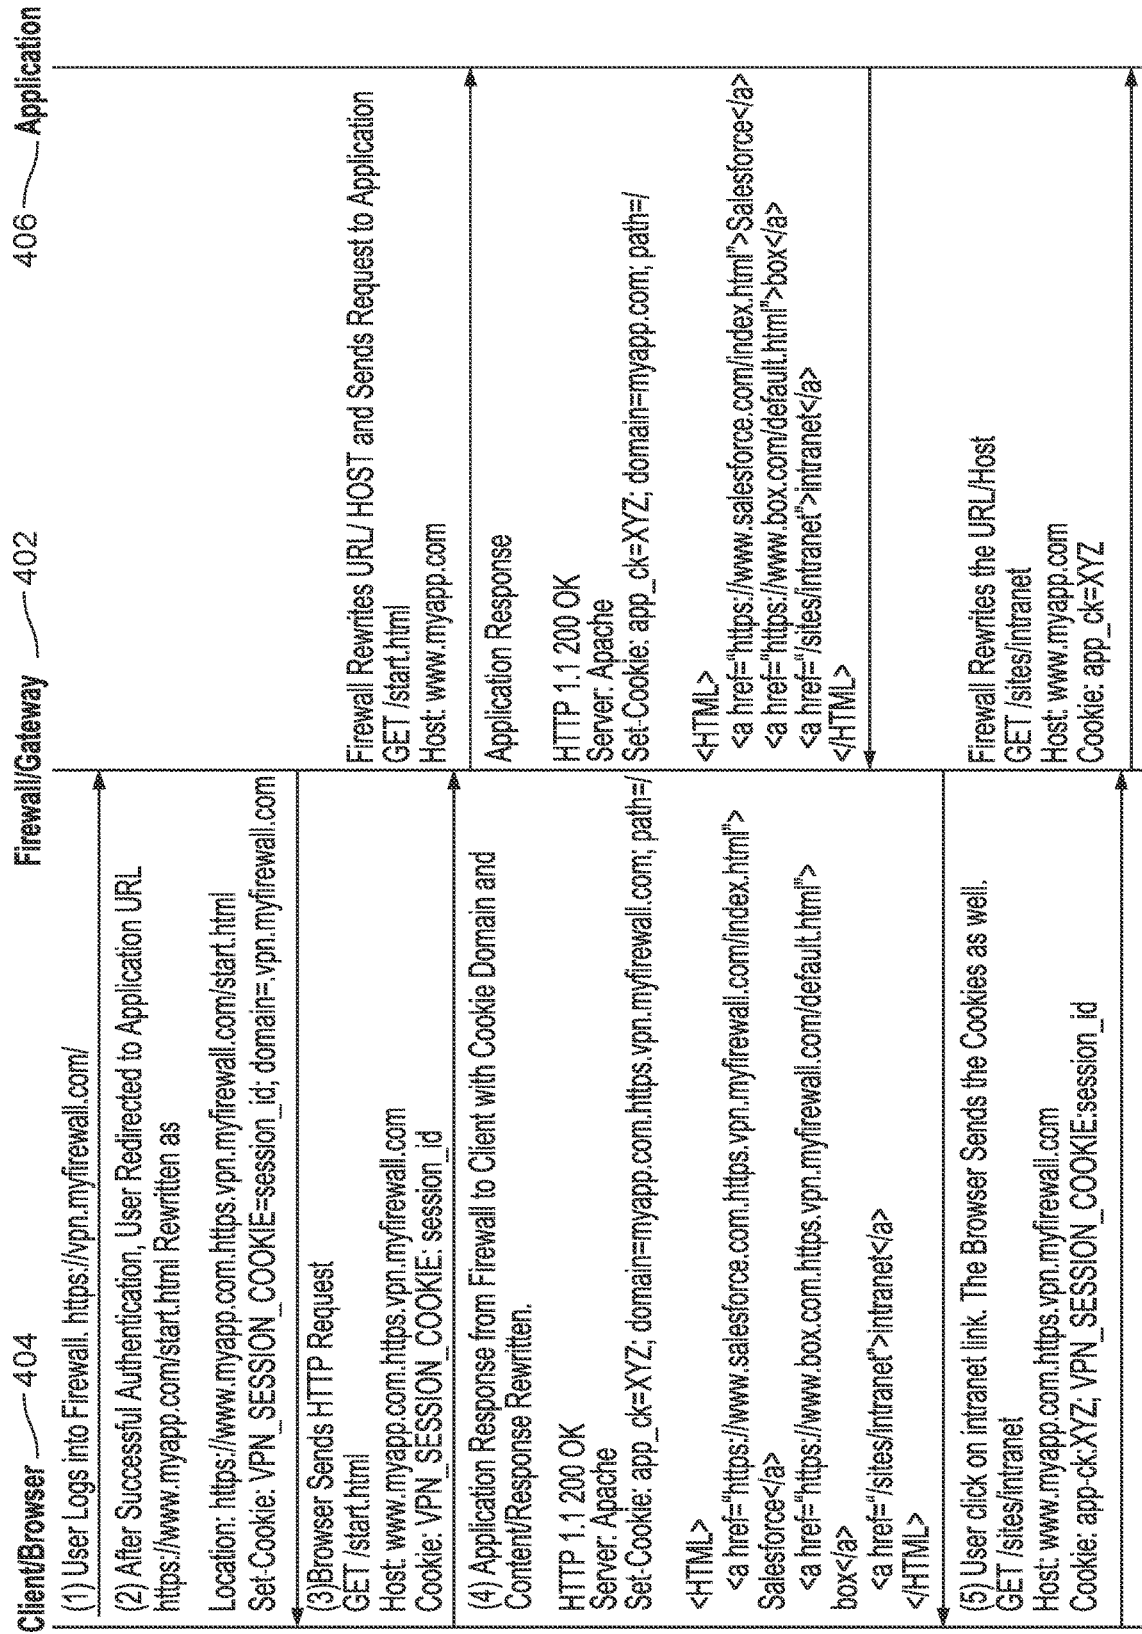 Client/Browser 404
Firewall/Gateway 402
406 Application
(1) User Logs into Firewall. https://vpn.myfirewall.com/
(2) After Successful Authentication, User Redirected to Application URL
https://www.myapp.com/start.html Rewritten as
Location: https://www.myapp.com.https.vpn.myfirewall.com/start.html
Set-Cookie: VPN_SESSION_COOKIE=session_id; domain=.vpn.myfirewall.com
(3)Browser Sends HTTP Request
GET /start.html
Host: www.myapp.com.https.vpn.myfirewall.com
Cookie: VPN_SESSION_COOKIE: session_id
Firewall Rewrites URL/ HOST and Sends Request to Application
GET /start.html
Host: www.myapp.com
Application Response
HTTP 1.1 200 OK
Server: Apache
Set-Cookie: app_ck=XYZ; domain=myapp.com; path=/
<HTML>
<a href="https://www.salesforce.com/index.html">Salesforce</a>
<a href="https://www.box.com/default.html">box</a>
<a href="/sites/intranet">intranet</a>
</HTML>
(4) Application Response from Firewall to Client with Cookie Domain and
Content/Response Rewritten.
HTTP 1.1 200 OK
Server: Apache
Set-Cookie: app_ck=XYZ; domain=myapp.com.https.vpn.myfirewall.com; path=/
<HTML>
<a href="https://www.salesforce.com.https.vpn.myfirewall.com/index.html">
Salesforce</a>
<a href="https://www.box.com.https.vpn.myfirewall.com/default.html">
box</a>
<a href="/sites/intranet">intranet</a>
</HTML>
(5) User click on intranet link. The Browser Sends the Cookies as well.
GET /sites/intranet
Host: www.myapp.com.https.vpn.myfirewall.com
Cookie: app-ck:XYZ; VPN_SESSION_COOKIE:session_id
Firewall Rewrites the URL/Host
GET /sites/intranet
Host: www.myapp.com
Cookie: app_ck=XYZ